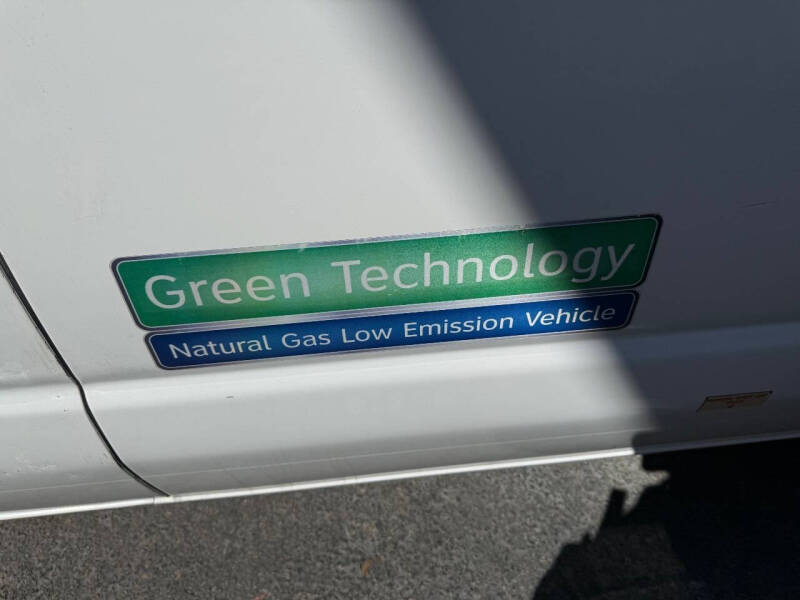 Green Technology
Natural Gas Low Emission Vehicle